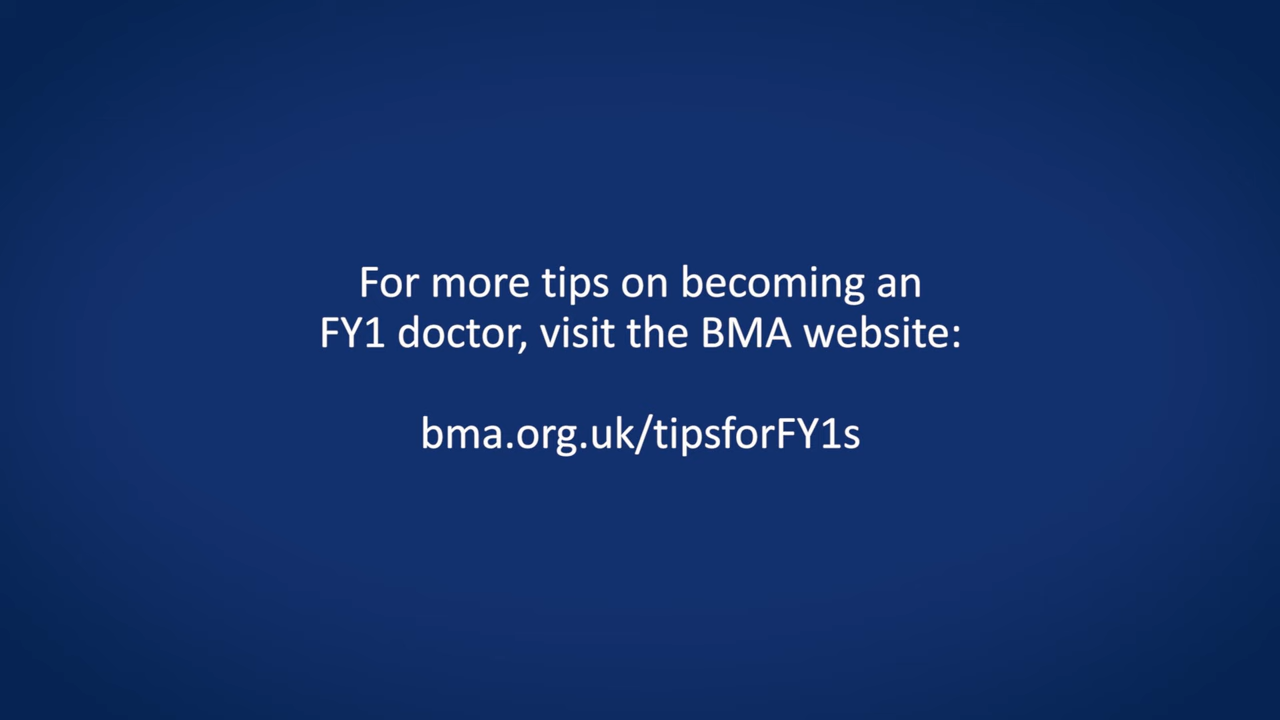 For more tips on becoming an
FY1 doctor, visit the BMA website:
bma.org.uk/tipsforFY1s